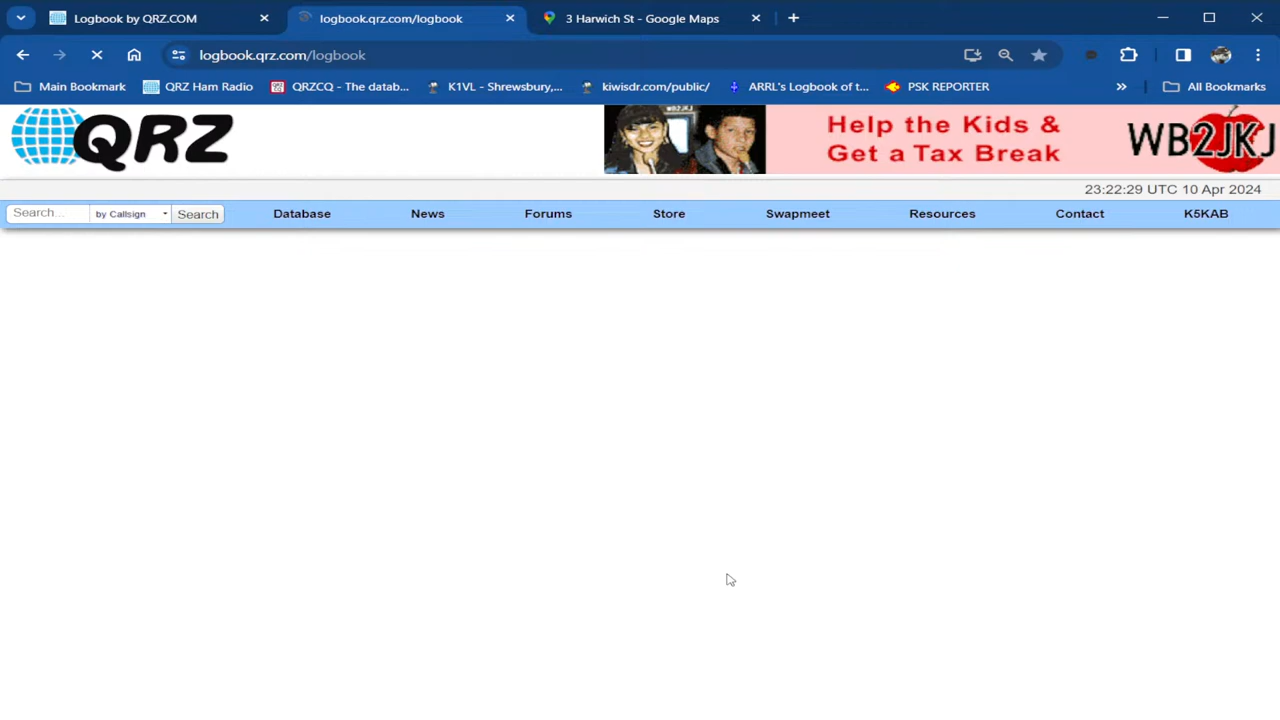 Logbook by QRZ.COM
logbook.qrz.com/logbook
3 Harwich St - Google Maps
logbook.qrz.com/logbook
Main Bookmark
QRZ Ham Radio
QRZCQ - The datab...
K1VL - Shrewsbury,...
kiwisdr.com/public/
ARRL's Logbook of t...
PSK REPORTER
»
All Bookmarks
QRZ
Help the Kids &
Get a Tax Break
WB2JKJ
23:22:29 UTC 10 Apr 2024
Search...
by Callsign
Search
Database
News
Forums
Store
Swapmeet
Resources
Contact
K5KAB